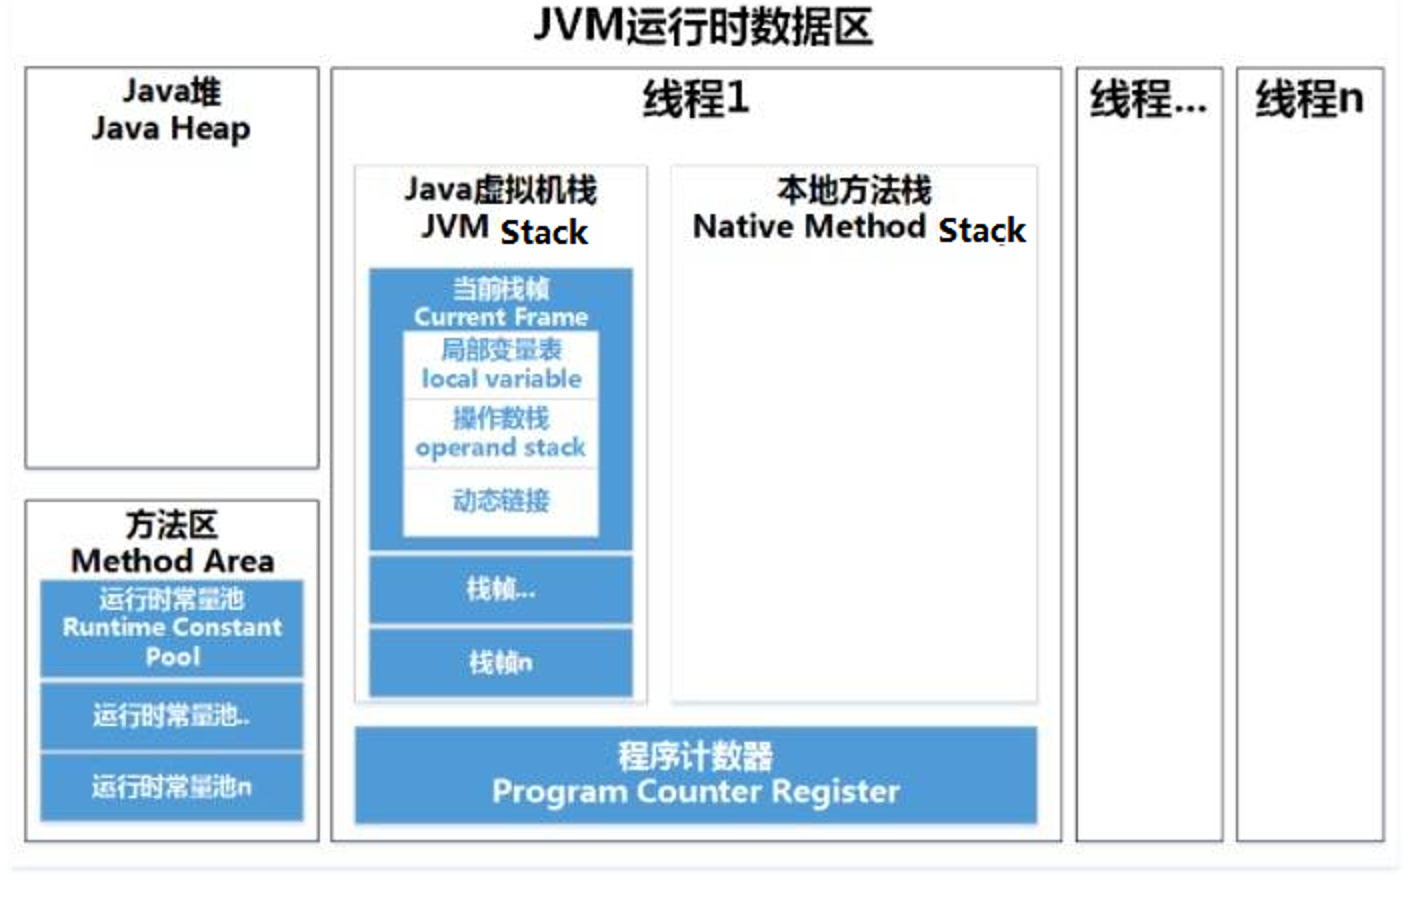 JVM运行时数据区
Java堆
Java Heap
方法区
Method Area
运行时常量池
Runtime Constant
Pool
运行时常量池..
运行时常量池n
线程1
Java虚拟机栈
JVM Stack
当前栈帧
Current Frame
局部变量表
local variable
操作数栈
operand stack
动态链接
栈帧...
栈帧n
本地方法栈
Native Method Stack
程序计数器
Program Counter Register
线程...
线程n